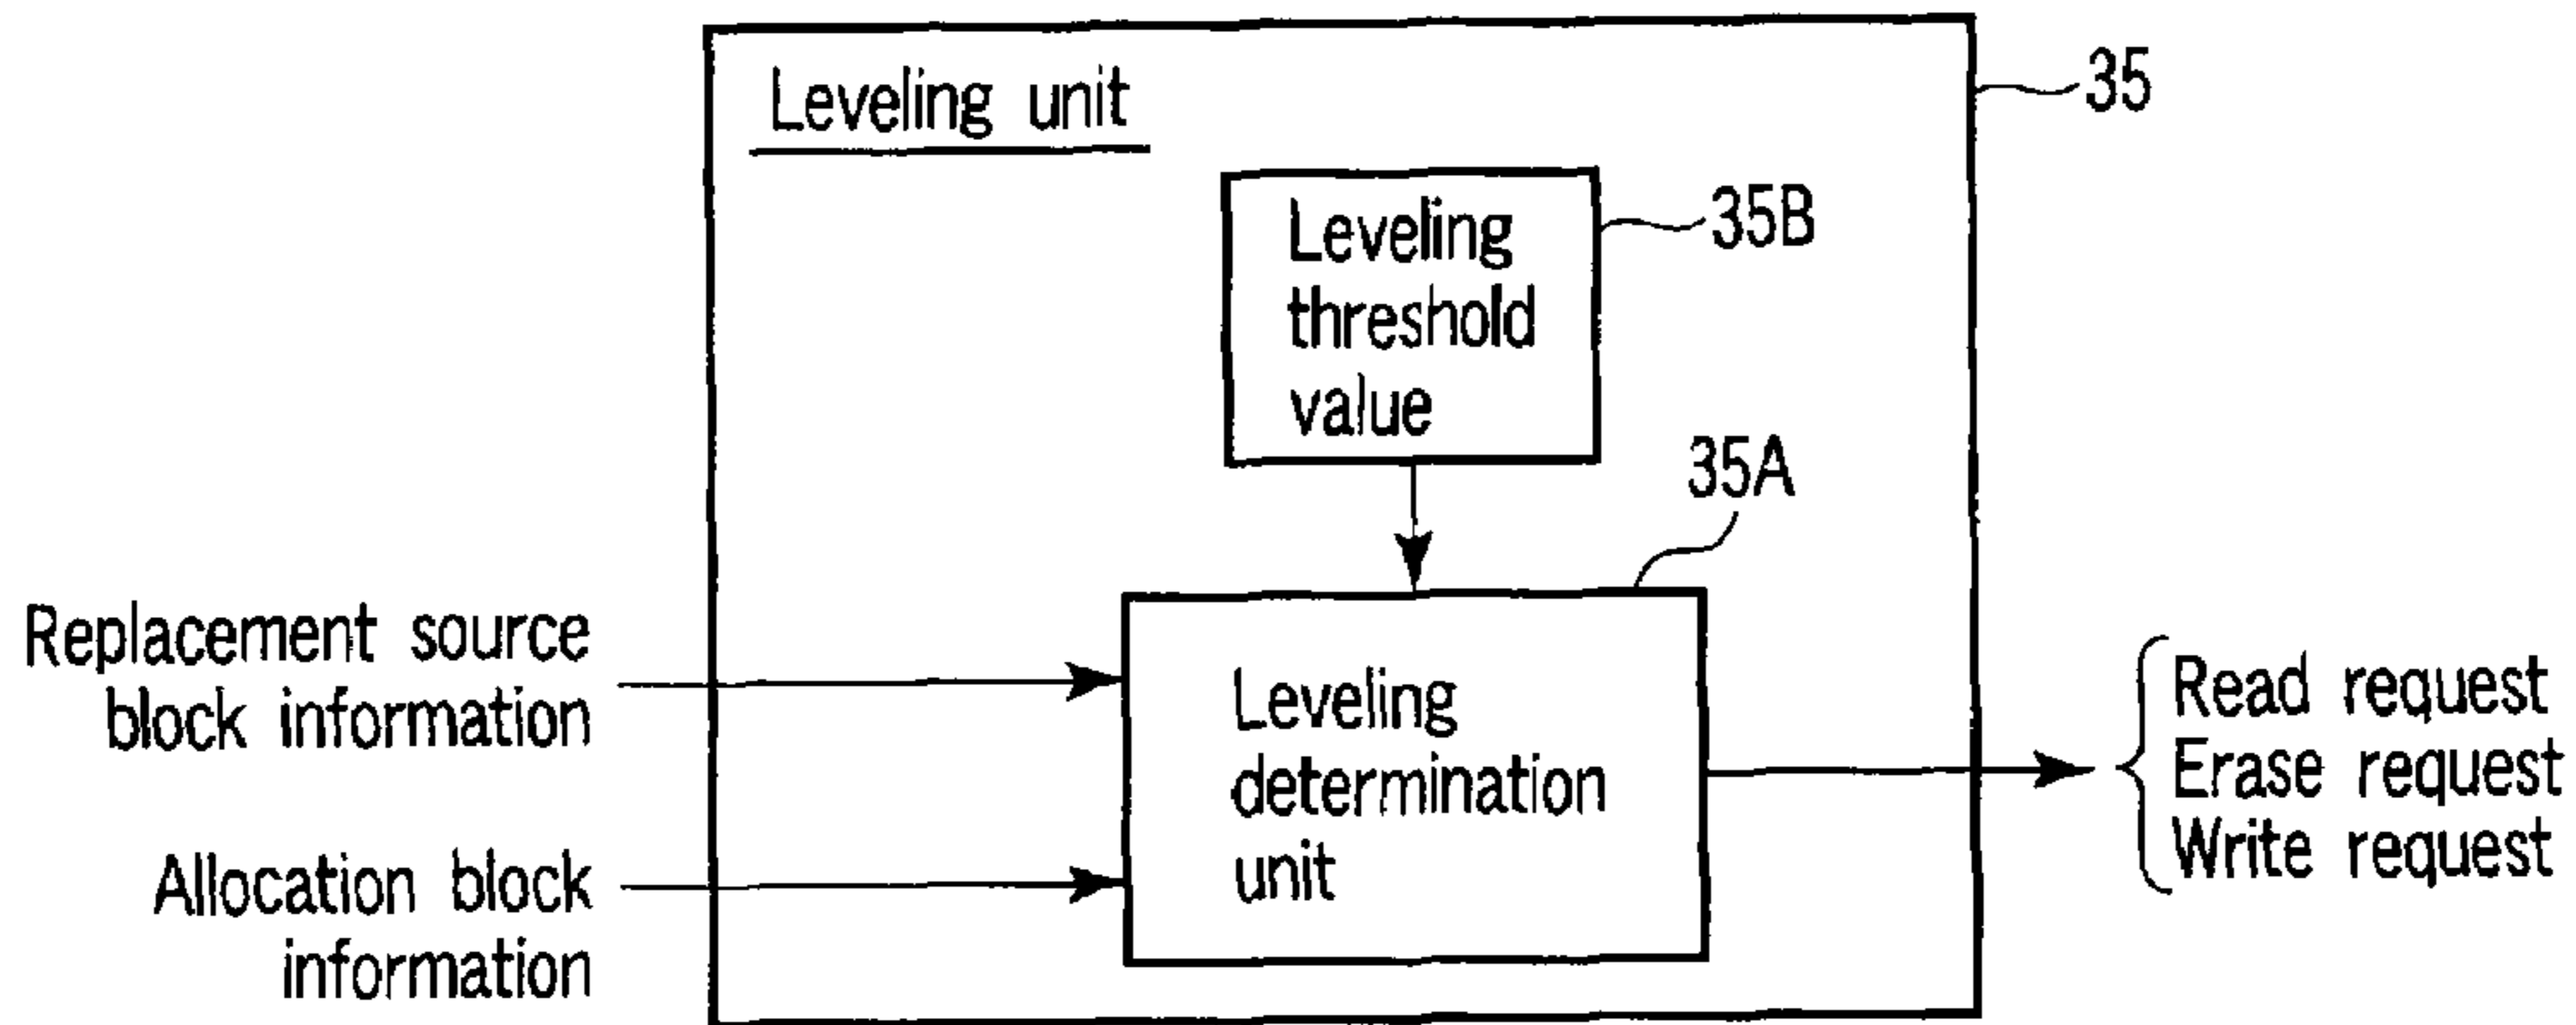 Leveling unit
35
Leveling
threshold
value
35B
35A
Replacement source
block information
Allocation block
information
Leveling
determination
unit
Read request
Erase request
Write request